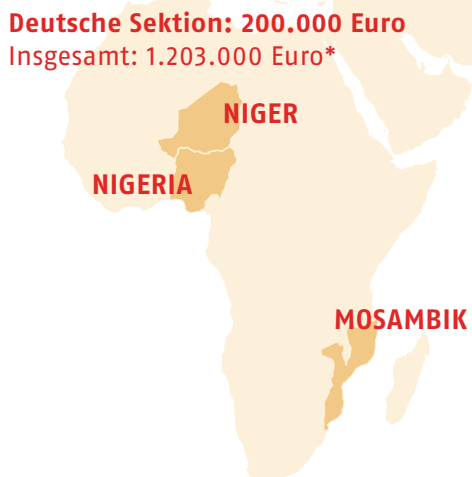 Deutsche Sektion: 200.000 Euro
Insgesamt: 1.203.000 Euro*
NIGER
NIGERIA
MOSAMBIK